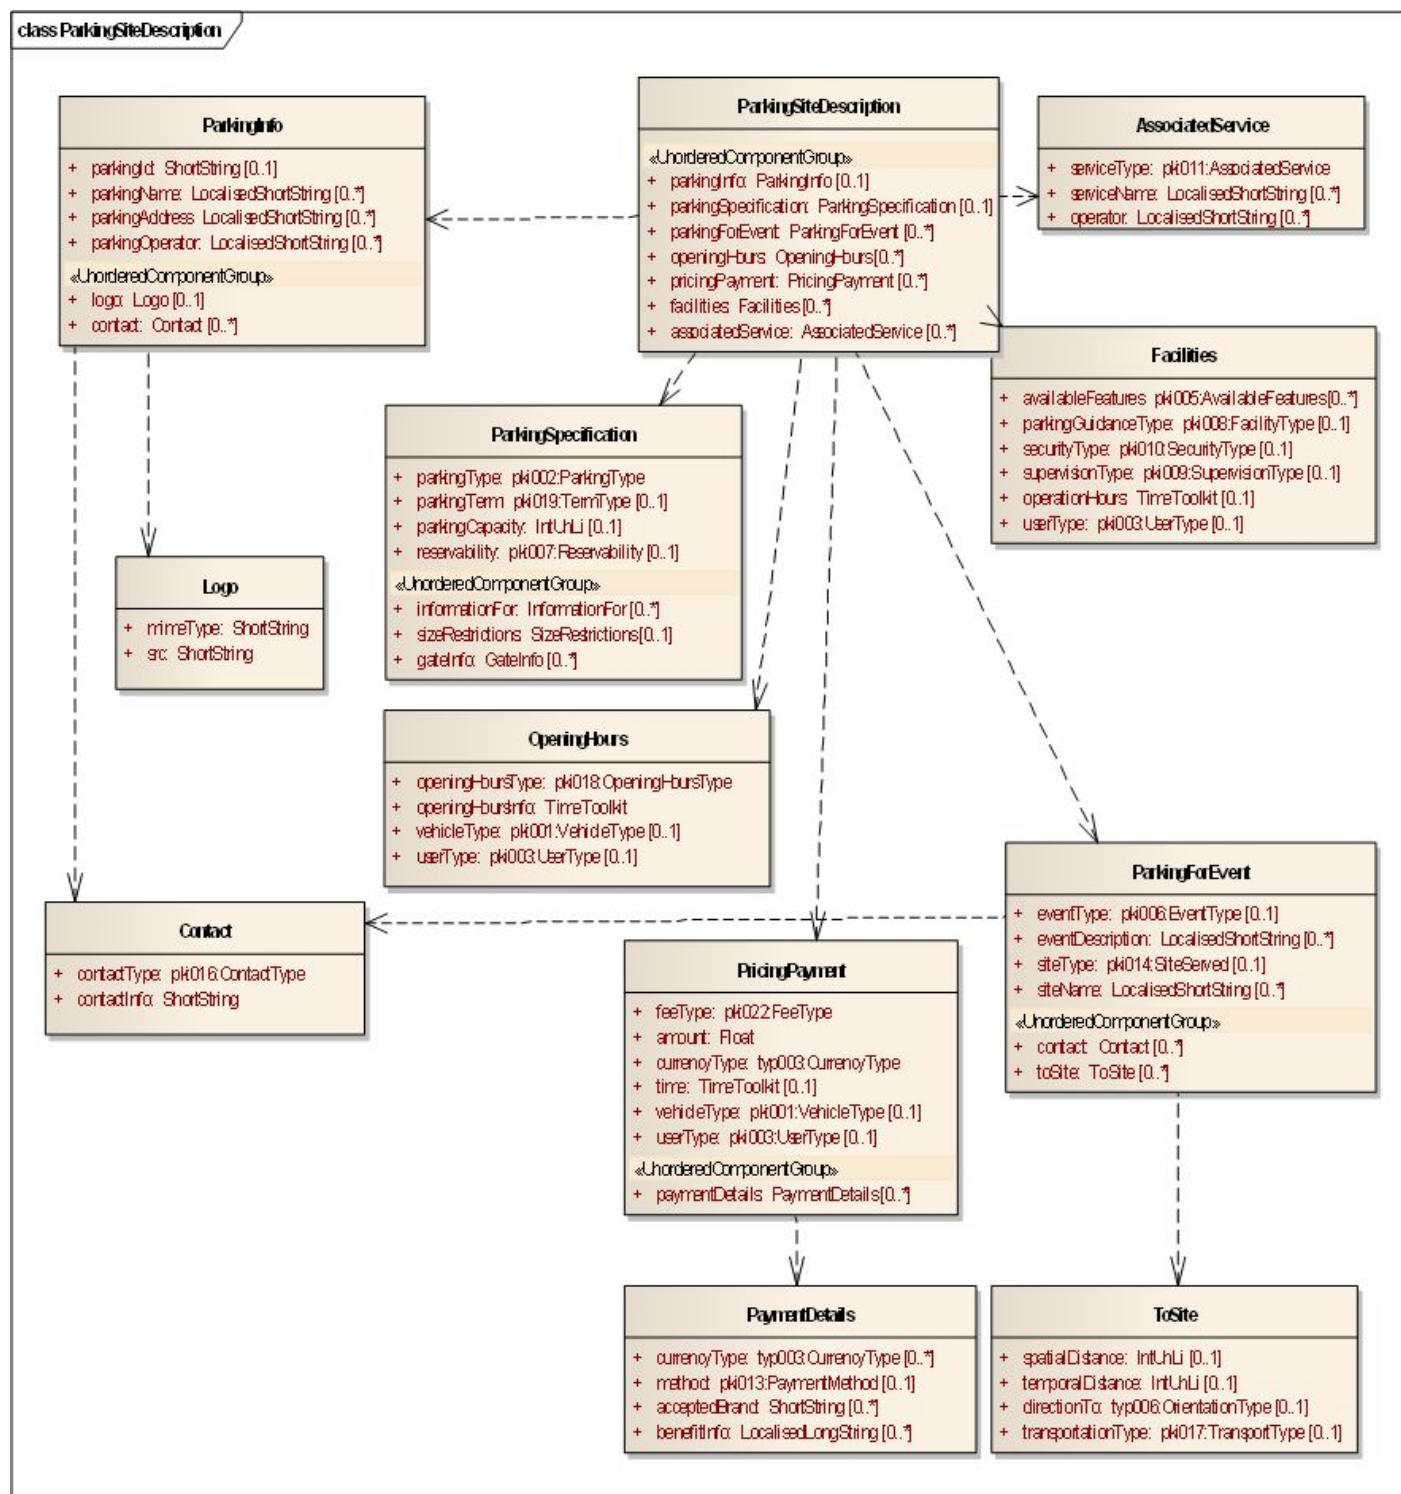 class ParkingSiteDescription
ParkingInfo
+ parkingId: ShortString [0..1]
+ parkingName: LocalisedShortString [0..*]
+ parkingAddress: LocalisedShortString [0..*]
+ parkingOperator: LocalisedShortString [0..*]
«UnorderedComponentGroup»
+ logo: Logo [0..1]
+ contact: Contact [0..*]
ParkingSiteDescription
«UnorderedComponentGroup»
+ parkingInfo: ParkingInfo [0..1]
+ parkingSpecification: ParkingSpecification [0..1]
+ parkingForEvent: ParkingForEvent [0..*]
+ openingHours: OpeningHours [0..*]
+ pricingPayment: PricingPayment [0..*]
+ facilities: Facilities [0..*]
+ associatedService: AssociatedService [0..*]
AssociatedService
+ serviceType: pki011:AssociatedService
+ serviceName: LocalisedShortString [0..*]
+ operator: LocalisedShortString [0..*]
Facilities
+ availableFeatures: pki005:AvailableFeatures [0..*]
+ parkingGuidanceType: pki008:FacilityType [0..1]
+ securityType: pki010:SecurityType [0..1]
+ supervisionType: pki009:SupervisionType [0..1]
+ operationHours: TimeToolkit [0..1]
+ userType: pki003:UserType [0..1]
ParkingSpecification
+ parkingType: pki002:ParkingType
+ parkingTerm: pki019:TermType [0..1]
+ parkingCapacity: IntUnLi [0..1]
+ reservability: pki007:Reservability [0..1]
«UnorderedComponentGroup»
+ informationFor: InformationFor [0..*]
+ sizeRestrictions: SizeRestrictions [0..1]
+ gateInfo: GateInfo [0..*]
Logo
+ mimeType: ShortString
+ src: ShortString
OpeningHours
+ openingHoursType: pki018:OpeningHoursType
+ openingHoursInfo: TimeToolkit
+ vehicleType: pki001:VehicleType [0..1]
+ userType: pki003:UserType [0..1]
ParkingForEvent
+ eventType: pki006:EventType [0..1]
+ eventDescription: LocalisedShortString [0..*]
+ siteType: pki014:SiteServed [0..1]
+ siteName: LocalisedShortString [0..*]
«UnorderedComponentGroup»
+ contact: Contact [0..*]
+ toSite: ToSite [0..*]
Contact
+ contactType: pki016:ContactType
+ contactInfo: ShortString
PricingPayment
+ feeType: pki022:FeeType
+ amount: Float
+ currencyType: typ003:CurrencyType
+ time: TimeToolkit [0..1]
+ vehicleType: pki001:VehicleType [0..1]
+ userType: pki003:UserType [0..1]
«UnorderedComponentGroup»
+ paymentDetails: PaymentDetails [0..*]
PaymentDetails
+ currencyType: typ003:CurrencyType [0..*]
+ method: pki013:PaymentMethod [0..1]
+ acceptedBrand: ShortString [0..*]
+ benefitInfo: LocalisedLongString [0..*]
ToSite
+ spatialDistance: IntUnLi [0..1]
+ temporalDistance: IntUnLi [0..1]
+ directionTo: typ006:OrientationType [0..1]
+ transportationType: pki017:TransportType [0..1]